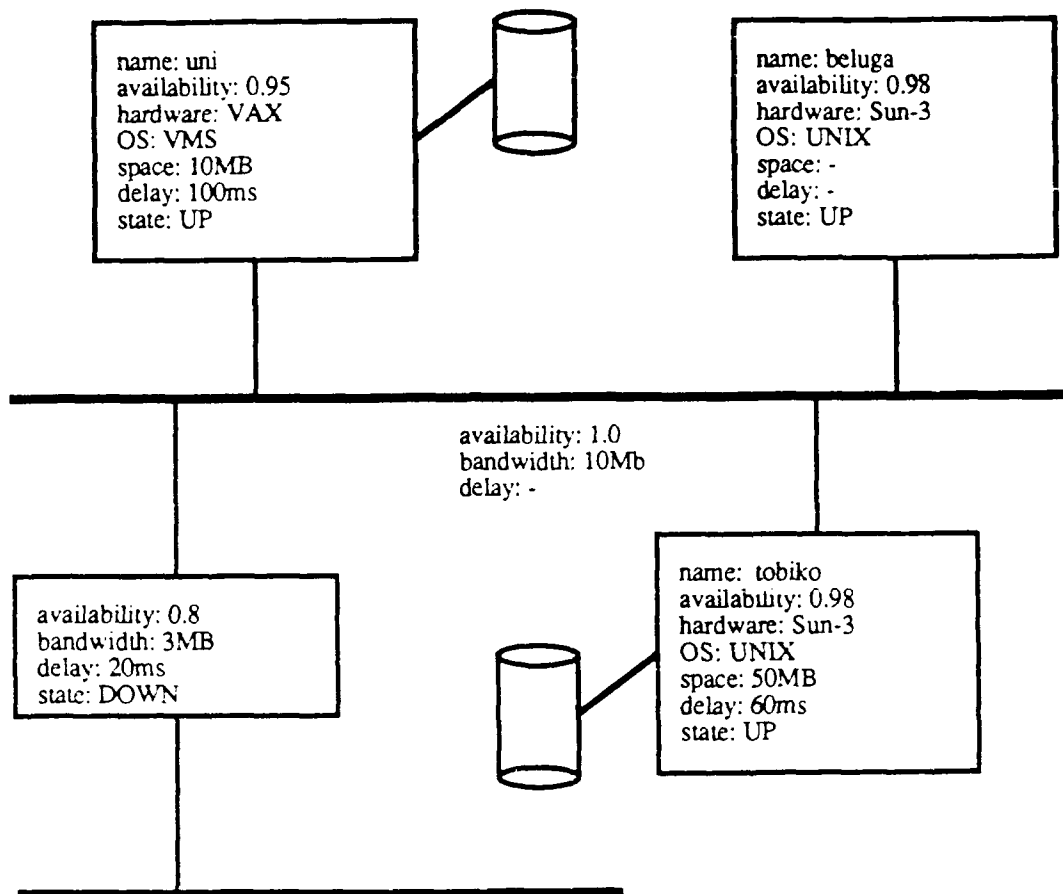 name: uni
availability: 0.95
hardware: VAX
OS: VMS
space: 10MB
delay: 100ms
state: UP
name: beluga
availability: 0.98
hardware: Sun-3
OS: UNIX
space: -
delay: -
state: UP
availability: 1.0
bandwidth: 10Mb
delay: -
availability: 0.8
bandwidth: 3MB
delay: 20ms
state: DOWN
name: tobiko
availability: 0.98
hardware: Sun-3
OS: UNIX
space: 50MB
delay: 60ms
state: UP